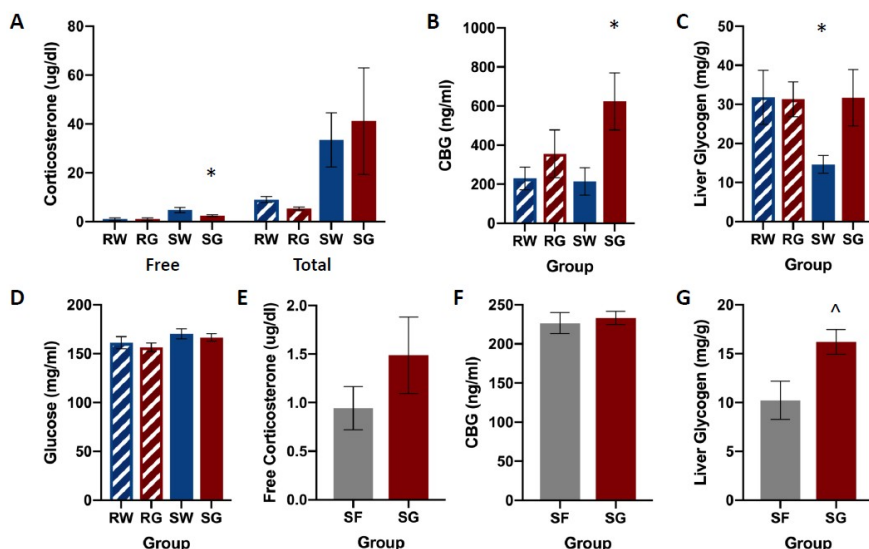 A
Corticosterone (ug/dl)
80
60
40
20
0
*
RW RG SW SG RW RG SW SG
Free Total
B
CBG (ng/ml)
1000
800
600
400
200
0
*
RW RG SW SG
Group
C
Liver Glycogen (mg/g)
50
40
30
20
10
0
*
RW RG SW SG
Group
D
Glucose (mg/ml)
200
150
100
50
0
RW RG SW SG
Group
E
Free Corticosterone (ug/dl)
2.0
1.5
1.0
0.5
0.0
SF SG
Group
F
CBG (ng/ml)
250
200
150
100
50
0
SF SG
Group
G
Liver Glycogen (mg/g)
20
15
10
5
0
^
SF SG
Group